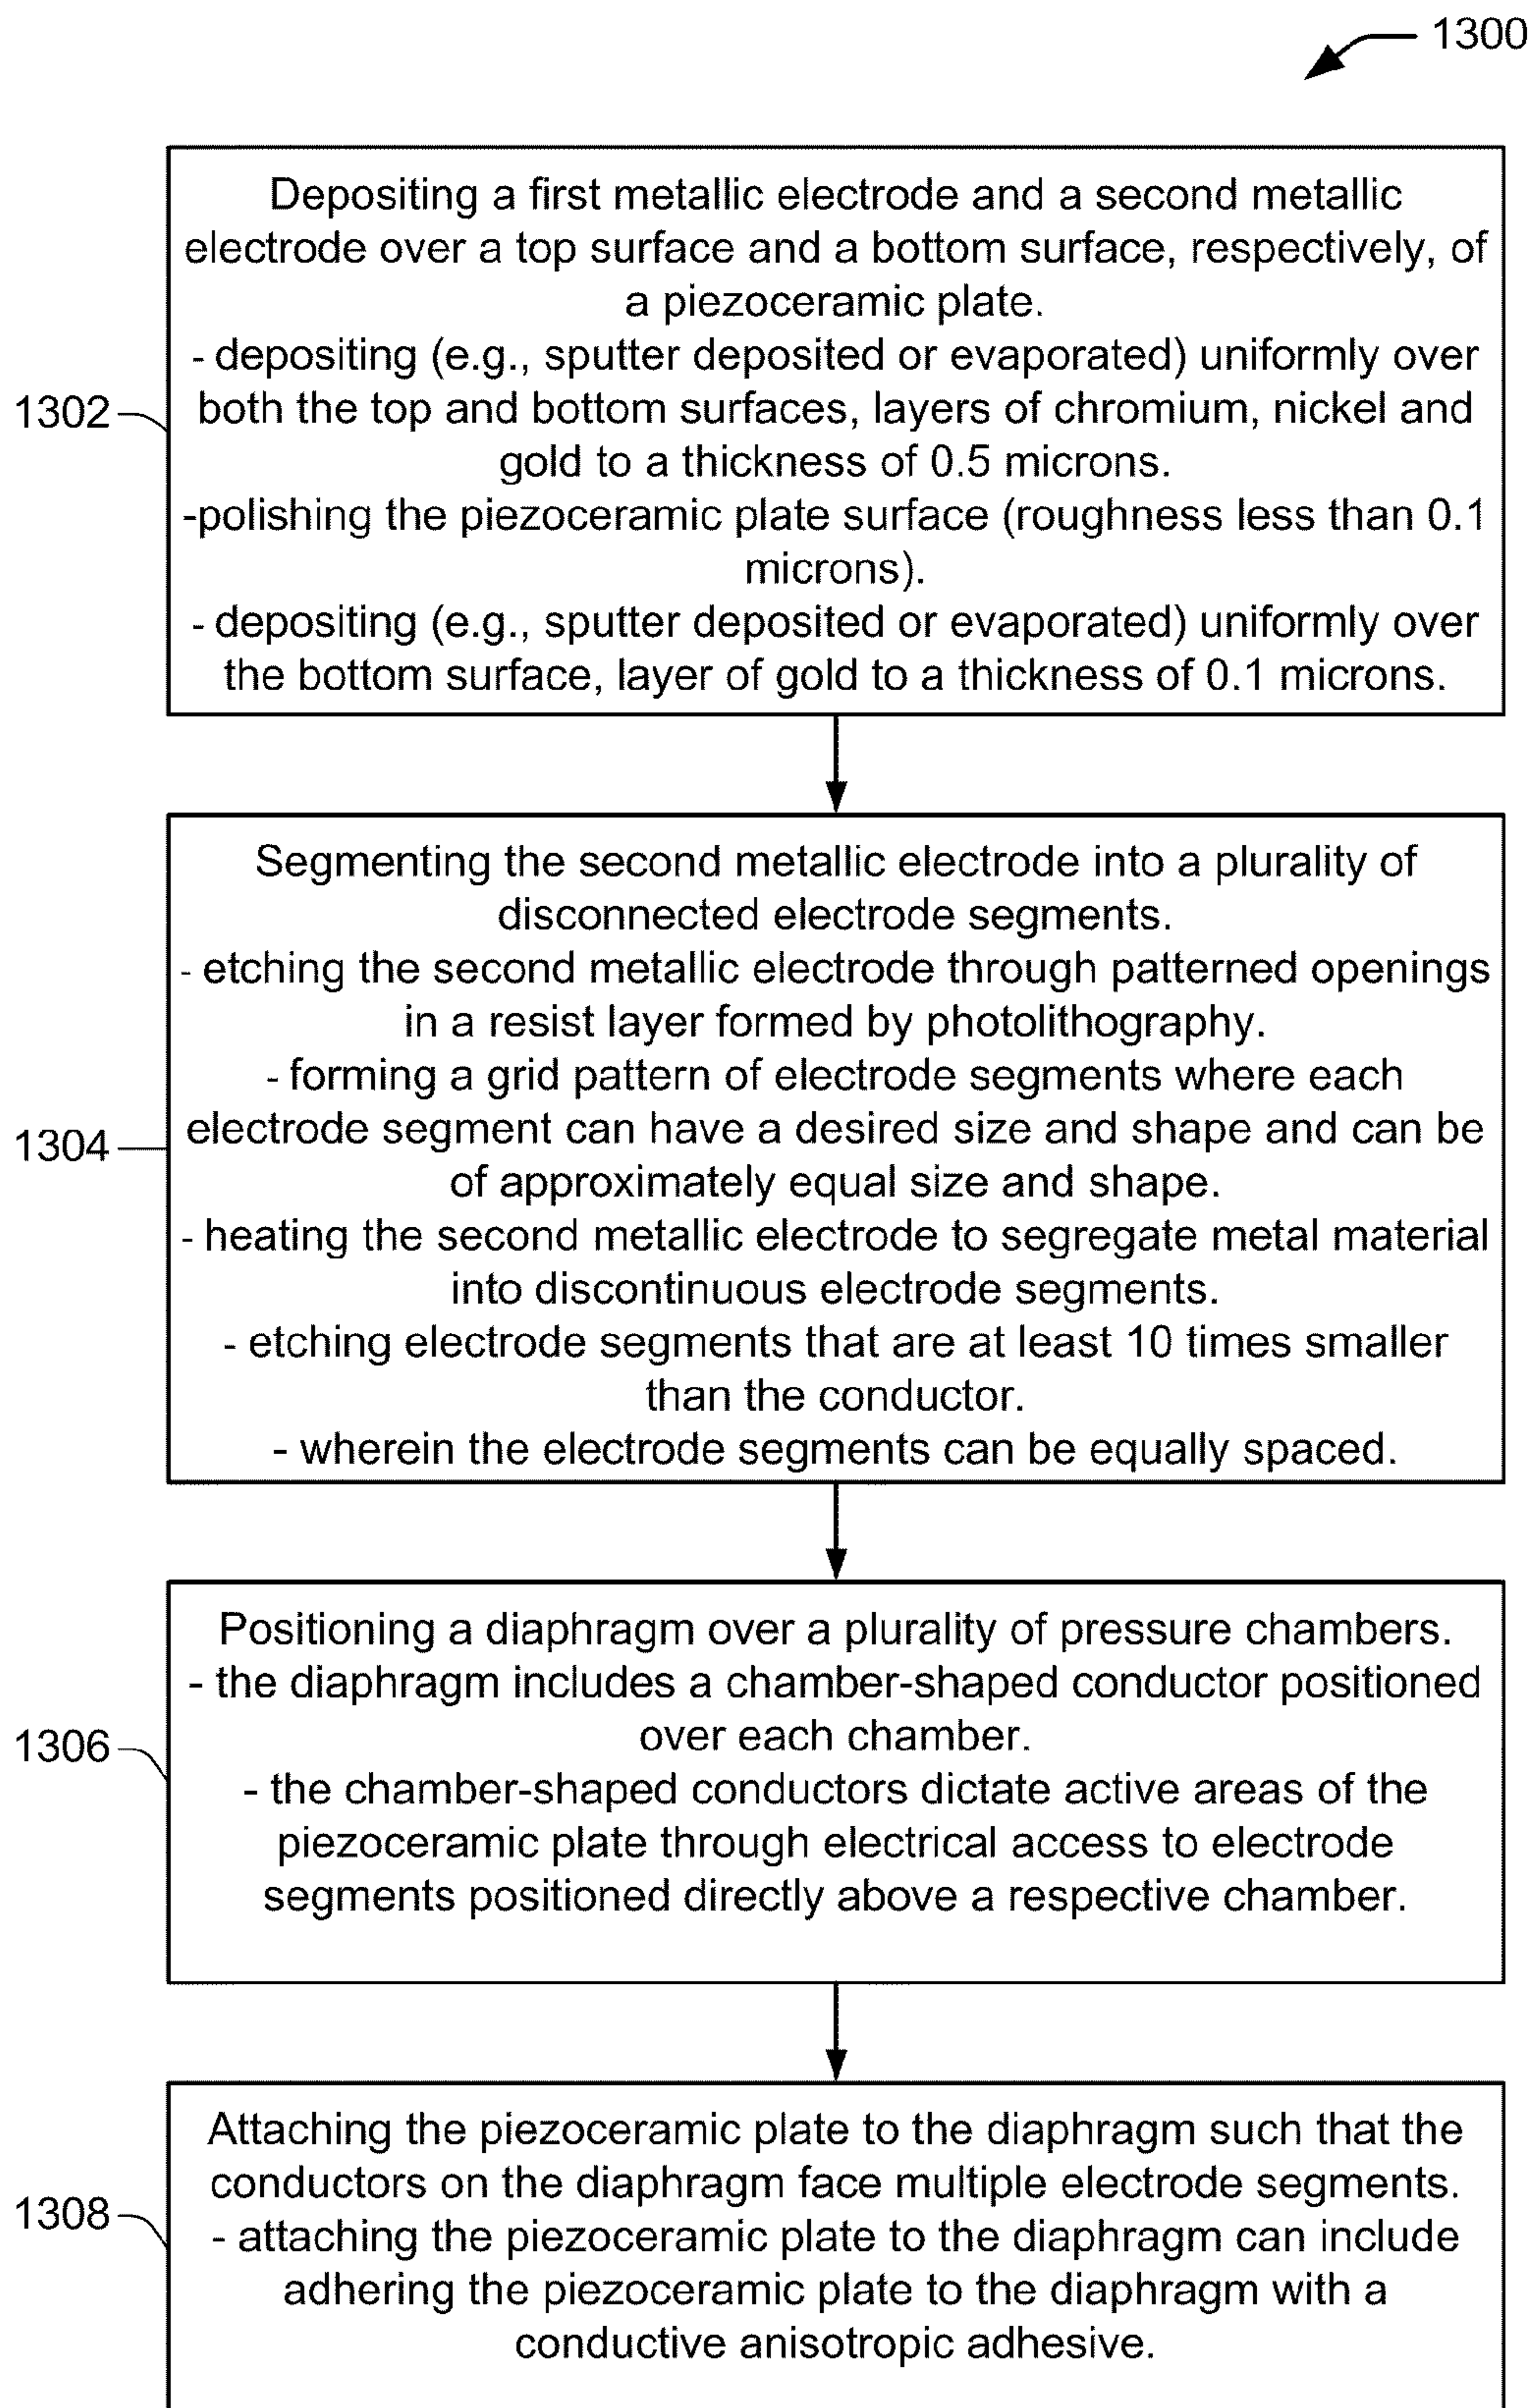 1300
Depositing a first metallic electrode and a second metallic
electrode over a top surface and a bottom surface, respectively, of
a piezoceramic plate.
- depositing (e.g., sputter deposited or evaporated) uniformly over
both the top and bottom surfaces, layers of chromium, nickel and
gold to a thickness of 0.5 microns.
-polishing the piezoceramic plate surface (roughness less than 0.1
microns).
- depositing (e.g., sputter deposited or evaporated) uniformly over
the bottom surface, layer of gold to a thickness of 0.1 microns.
1302
Segmenting the second metallic electrode into a plurality of
disconnected electrode segments.
- etching the second metallic electrode through patterned openings
in a resist layer formed by photolithography.
- forming a grid pattern of electrode segments where each
electrode segment can have a desired size and shape and can be
of approximately equal size and shape.
- heating the second metallic electrode to segregate metal material
into discontinuous electrode segments.
- etching electrode segments that are at least 10 times smaller
than the conductor.
- wherein the electrode segments can be equally spaced.
1304
Positioning a diaphragm over a plurality of pressure chambers.
- the diaphragm includes a chamber-shaped conductor positioned
over each chamber.
- the chamber-shaped conductors dictate active areas of the
piezoceramic plate through electrical access to electrode
segments positioned directly above a respective chamber.
1306
Attaching the piezoceramic plate to the diaphragm such that the
conductors on the diaphragm face multiple electrode segments.
- attaching the piezoceramic plate to the diaphragm can include
adhering the piezoceramic plate to the diaphragm with a
conductive anisotropic adhesive.
1308